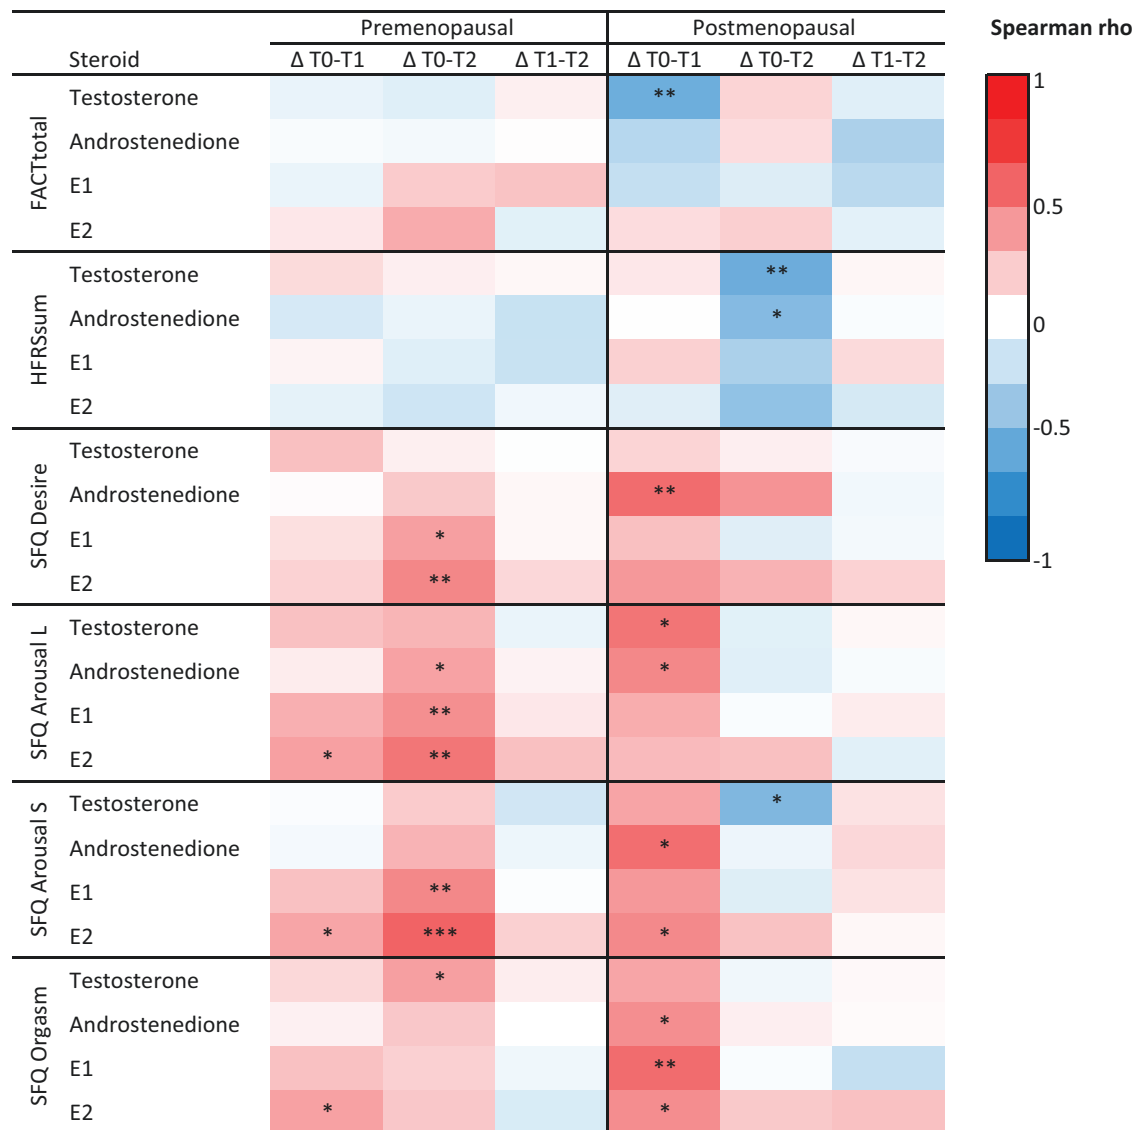 Premenopausal Postmenopausal Spearman rho
Steroid Δ T0-T1 Δ T0-T2 Δ T1-T2 Δ T0-T1 Δ T0-T2 Δ T1-T2
FACTtotal
Testosterone **
Androstenedione
E1
E2
HFRSsum
Testosterone **
Androstenedione *
E1
E2
SFQ Desire
Testosterone
Androstenedione **
E1 *
E2 **
SFQ Arousal L
Testosterone *
Androstenedione * *
E1 **
E2 * **
SFQ Arousal S
Testosterone *
Androstenedione *
E1 **
E2 * *** *
SFQ Orgasm
Testosterone *
Androstenedione *
E1 **
E2 * *
1
0.5
0
-0.5
-1